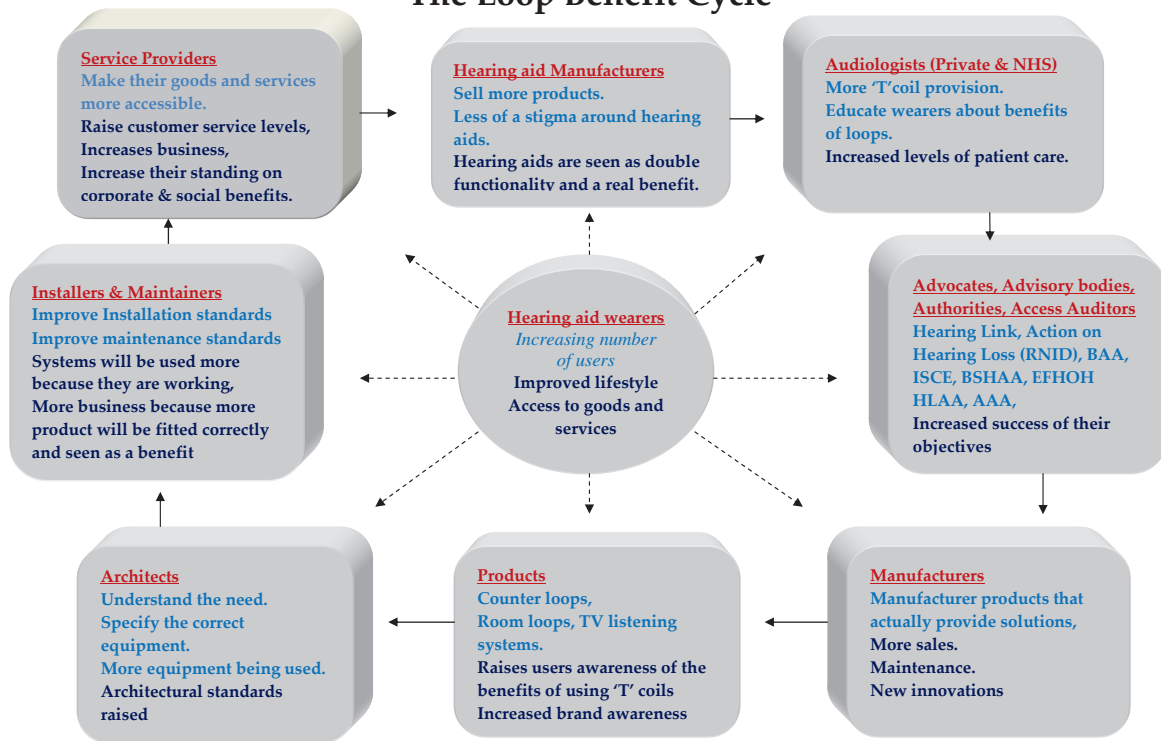 The Loop Benefit Cycle
Service Providers
Make their goods and services
more accessible.
Raise customer service levels,
Increases business,
Increase their standing on
corporate & social benefits.
Hearing aid Manufacturers
Sell more products.
Less of a stigma around hearing
aids.
Hearing aids are seen as double
functionality and a real benefit.
Audiologists (Private & NHS)
More ‘T’coil provision.
Educate wearers about benefits
of loops.
Increased levels of patient care.
Installers & Maintainers
Improve Installation standards
Improve maintenance standards
Systems will be used more
because they are working,
More business because more
product will be fitted correctly
and seen as a benefit
Hearing aid wearers
Increasing number
of users
Improved lifestyle
Access to goods and
services
Advocates, Advisory bodies,
Authorities, Access Auditors
Hearing Link, Action on
Hearing Loss (RNID), BAA,
ISCE, BSHAA, EFHOH
HLAA, AAA,
Increased success of their
objectives
Architects
Understand the need.
Specify the correct
equipment.
More equipment being used.
Architectural standards
raised
Products
Counter loops,
Room loops, TV listening
systems.
Raises users awareness of the
benefits of using ‘T’ coils
Increased brand awareness
Manufacturers
Manufacturer products that
actually provide solutions,
More sales.
Maintenance.
New innovations